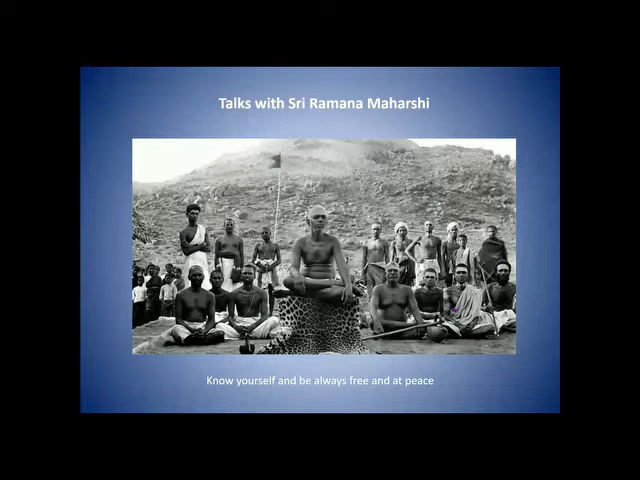 Talks with Sri Ramana Maharshi
Know yourself and be always free and at peace